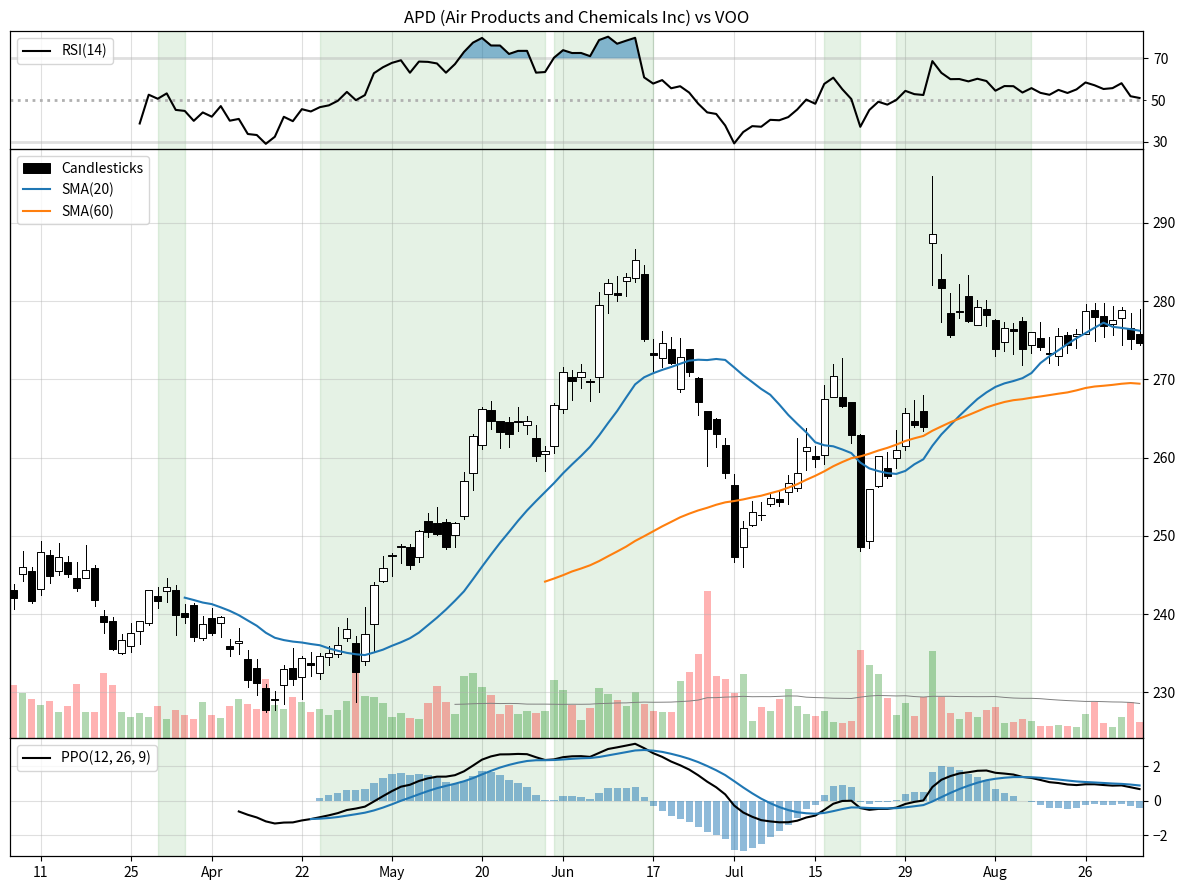 APD (Air Products and Chemicals Inc) vs VOO
RSI(14)
70
50
30
Candlesticks
SMA(20)
SMA(60)
290
280
270
260
250
240
230
PPO(12, 26, 9)
2
0
−2
11 25 Apr 22 May 20 Jun 17 Jul 15 29 Aug 26